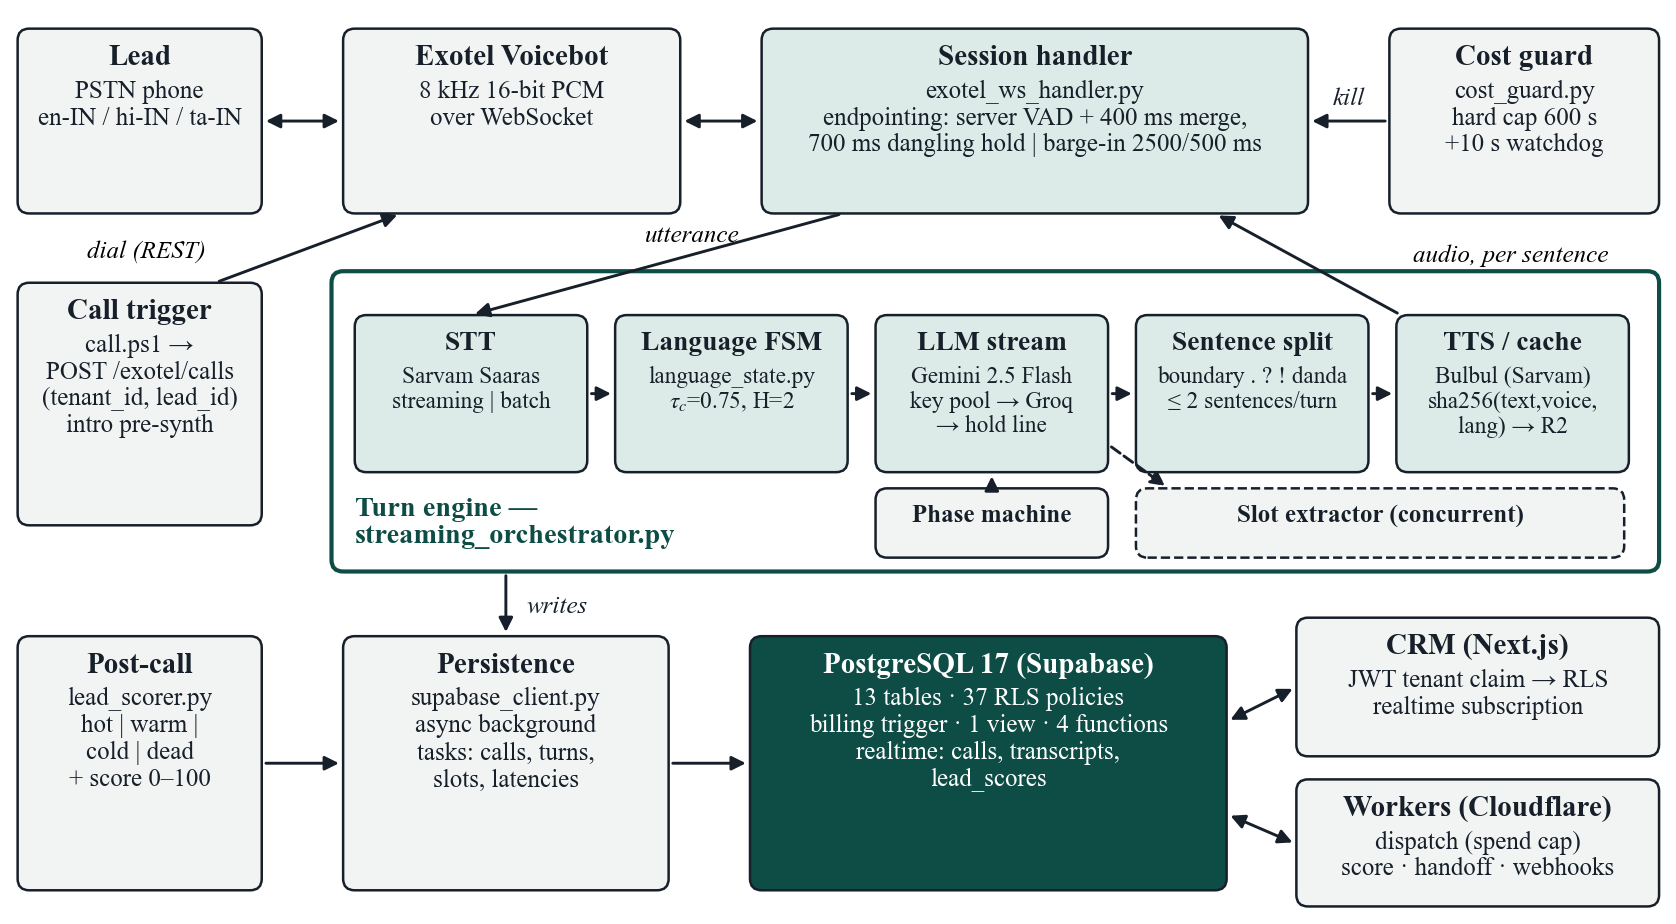 Lead
PSTN phone
en-IN / hi-IN / ta-IN
Exotel Voicebot
8 kHz 16-bit PCM
over WebSocket
Session handler
exotel_ws_handler.py
endpointing: server VAD + 400 ms merge,
700 ms dangling hold | barge-in 2500/500 ms
kill
Cost guard
cost_guard.py
hard cap 600 s
+10 s watchdog
dial (REST)
utterance
audio, per sentence
Call trigger
call.ps1 →
POST /exotel/calls
(tenant_id, lead_id)
intro pre-synth
STT
Sarvam Saaras
streaming | batch
Language FSM
language_state.py
τc=0.75, H=2
LLM stream
Gemini 2.5 Flash
key pool → Groq
→ hold line
Sentence split
boundary . ? ! danda
≤ 2 sentences/turn
TTS / cache
Bulbul (Sarvam)
sha256(text,voice,
lang) → R2
Turn engine —
streaming_orchestrator.py
Phase machine
Slot extractor (concurrent)
writes
Post-call
lead_scorer.py
hot | warm |
cold | dead
+ score 0–100
Persistence
supabase_client.py
async background
tasks: calls, turns,
slots, latencies
PostgreSQL 17 (Supabase)
13 tables · 37 RLS policies
billing trigger · 1 view · 4 functions
realtime: calls, transcripts,
lead_scores
CRM (Next.js)
JWT tenant claim → RLS
realtime subscription
Workers (Cloudflare)
dispatch (spend cap)
score · handoff · webhooks